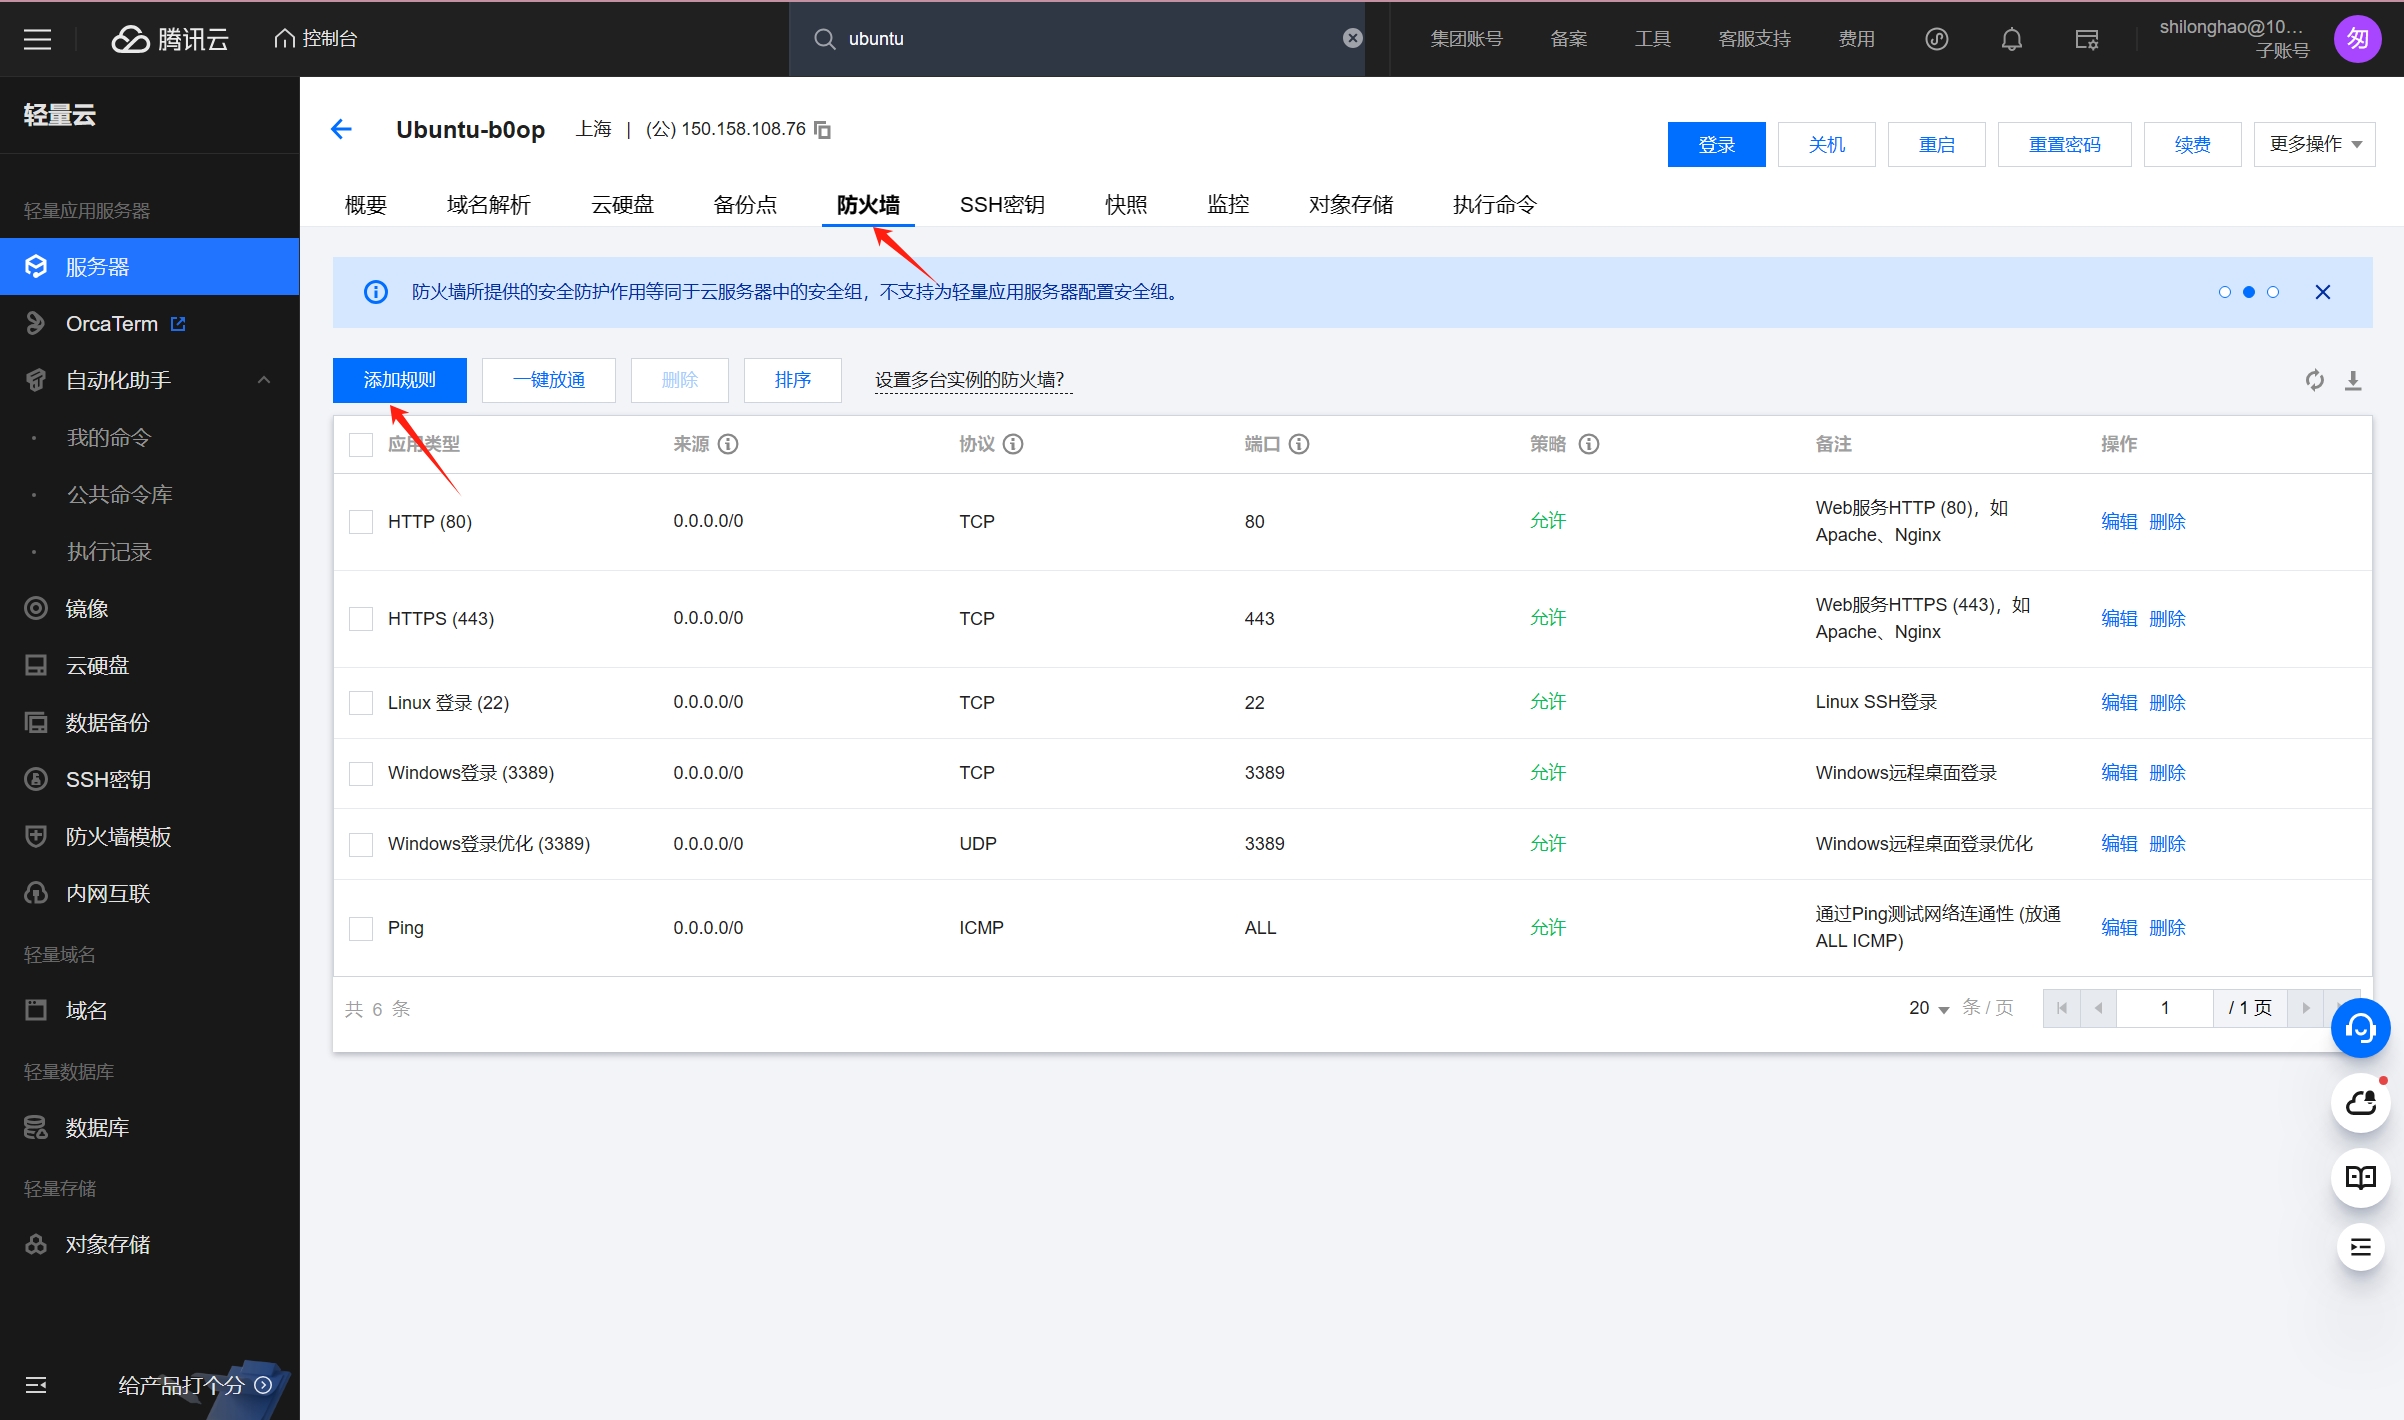 腾讯云
控制台
ubuntu
集团账号
备案
工具
客服支持
费用
shilonghao@10...
子账号
匆
轻量云
轻量应用服务器
服务器
OrcaTerm
自动化助手
我的命令
公共命令库
执行记录
镜像
云硬盘
数据备份
SSH密钥
防火墙模板
内网互联
轻量域名
域名
轻量数据库
数据库
轻量存储
对象存储
给产品打个分
Ubuntu-b0op 上海 | (公) 150.158.108.76
登录 关机 重启 重置密码 续费 更多操作
概要 域名解析 云硬盘 备份点 防火墙 SSH密钥 快照 监控 对象存储 执行命令
防火墙所提供的安全防护作用等同于云服务器中的安全组，不支持为轻量应用服务器配置安全组。
添加规则 一键放通 删除 排序 设置多台实例的防火墙?
应用类型 来源 协议 端口 策略 备注 操作
HTTP (80) 0.0.0.0/0 TCP 80 允许 Web服务HTTP (80)，如 编辑 删除
Apache、Nginx
HTTPS (443) 0.0.0.0/0 TCP 443 允许 Web服务HTTPS (443)，如 编辑 删除
Apache、Nginx
Linux 登录 (22) 0.0.0.0/0 TCP 22 允许 Linux SSH登录 编辑 删除
Windows登录 (3389) 0.0.0.0/0 TCP 3389 允许 Windows远程桌面登录 编辑 删除
Windows登录优化 (3389) 0.0.0.0/0 UDP 3389 允许 Windows远程桌面登录优化 编辑 删除
Ping 0.0.0.0/0 ICMP ALL 允许 通过Ping测试网络连通性 (放通 编辑 删除
ALL ICMP)
共 6 条
20 条 / 页 1 / 1 页